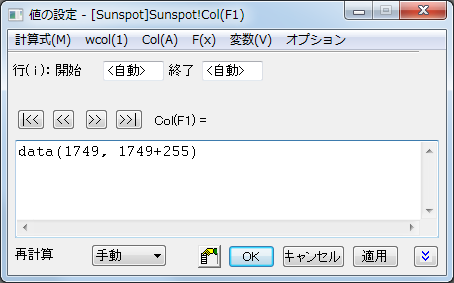 値の設定 - [Sunspot]Sunspot!Col(F1)
計算式(M) wcol(1) Col(A) F(x) 変数(V) オプション
行(i): 開始 <自動> 終了 <自動>
|<< << >> >>| Col(F1) =
data(1749, 1749+255)
再計算 手動 OK キャンセル 適用